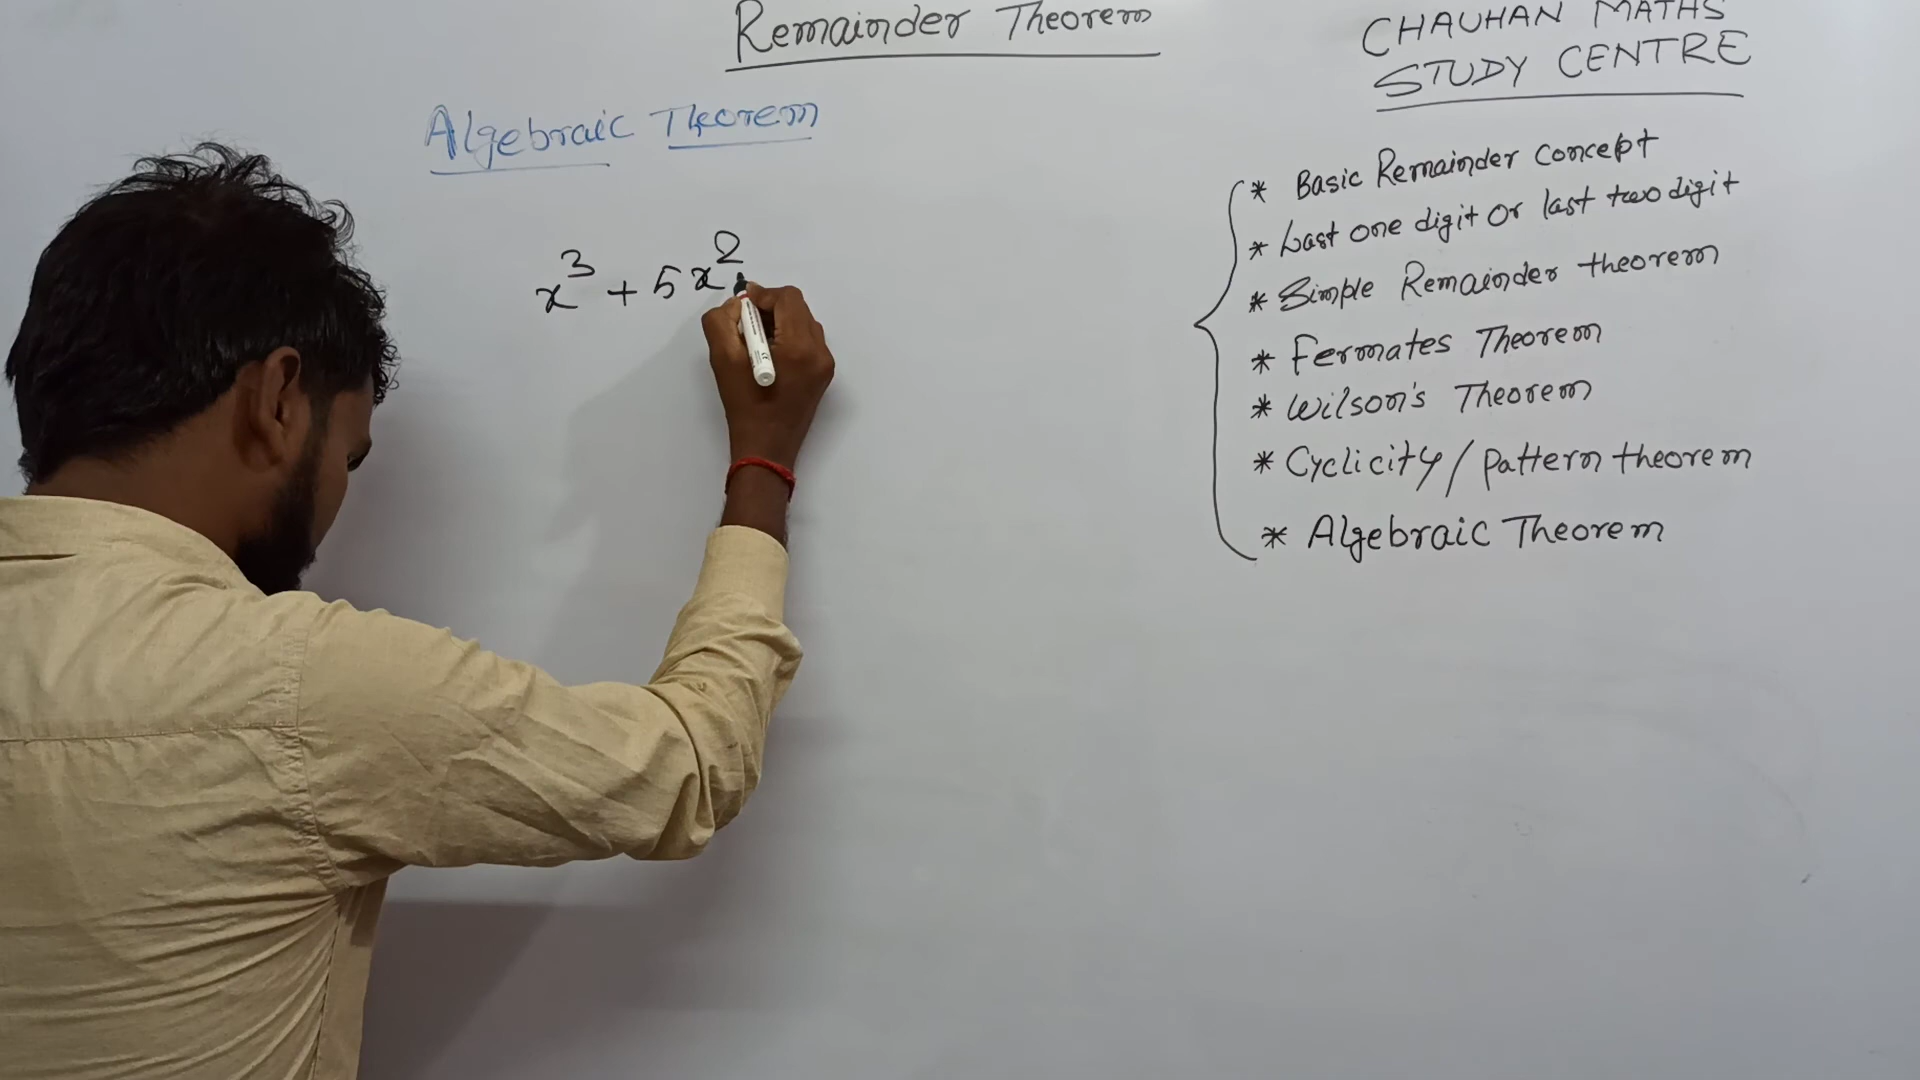 Remainder Theorem
CHAUHAN MATHS
STUDY CENTRE
Algebraic Theorem
x³ + 5x²
* Basic Remainder concept
* Last one digit or last two digit
* Simple Remainder theorem
* Fermates Theorem
* Wilson's Theorem
* Cyclicity / pattern theorem
* Algebraic Theorem